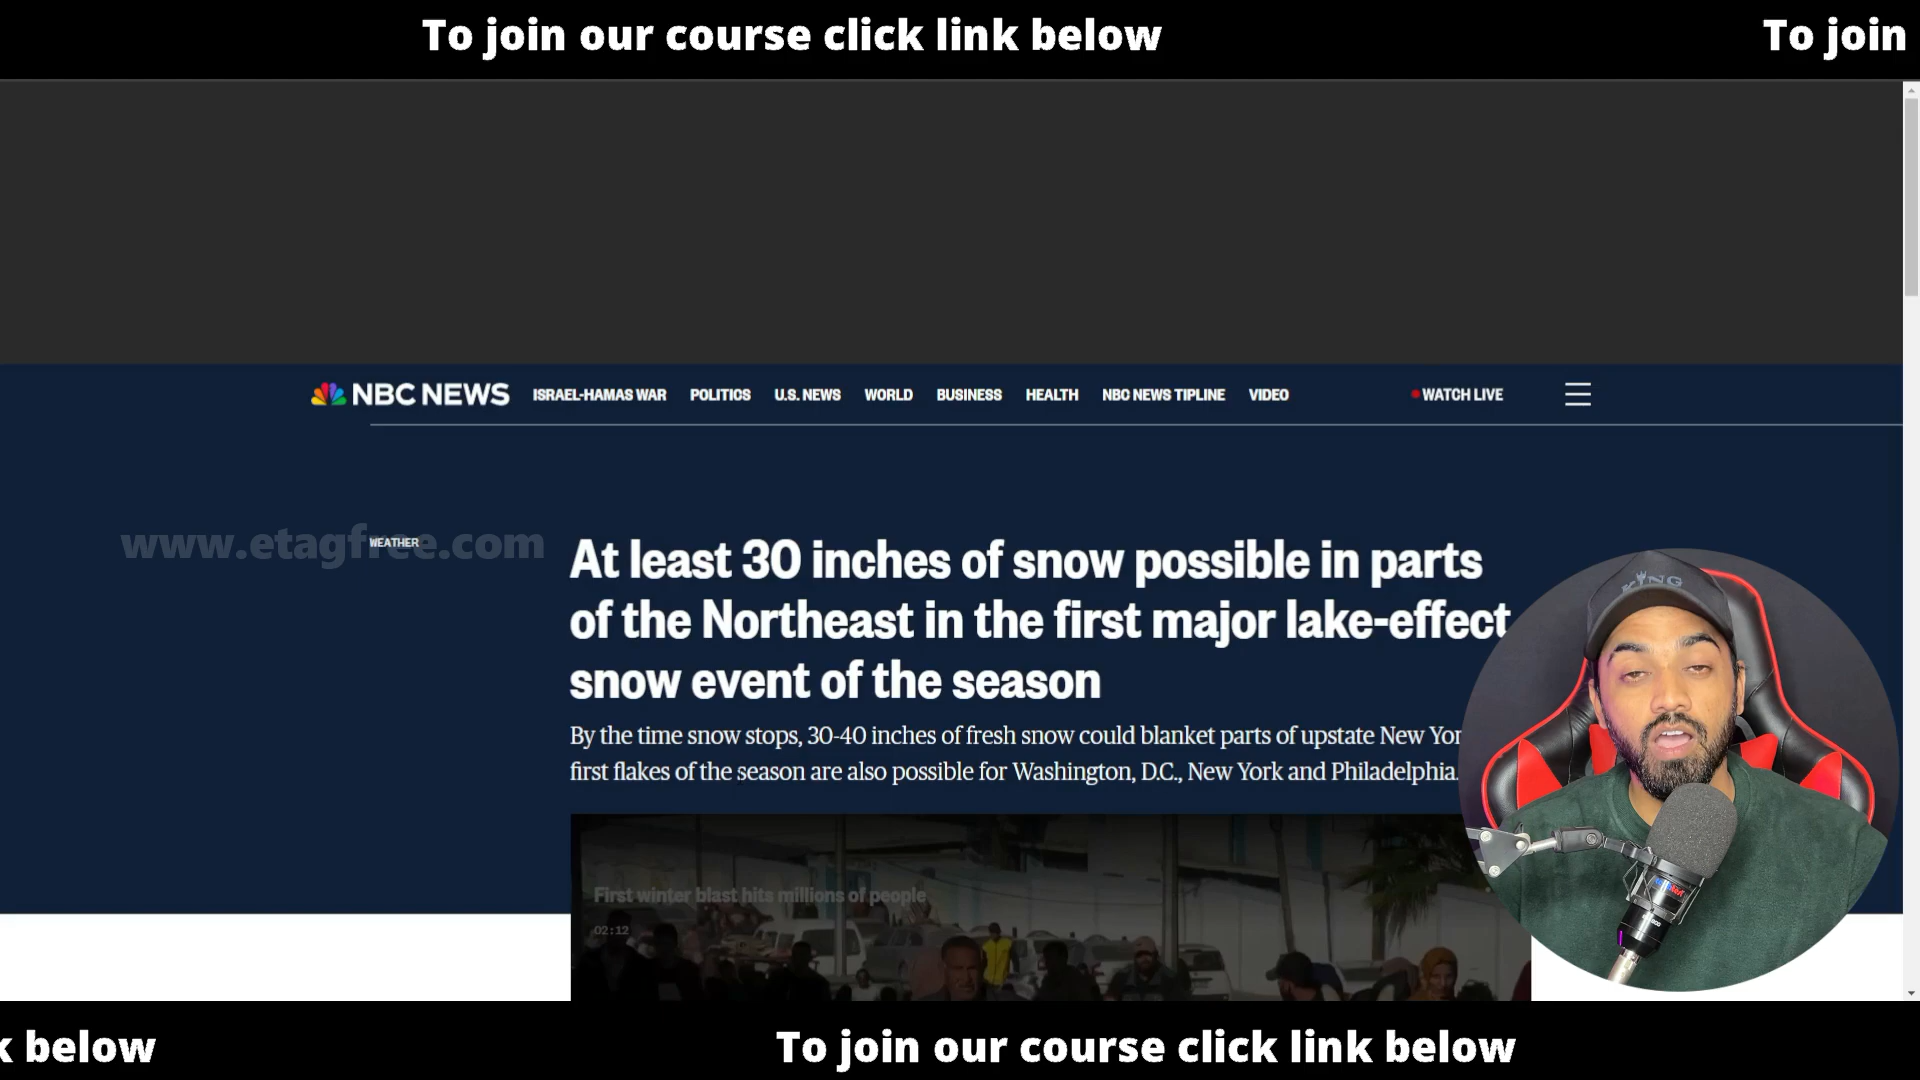 To join our course click link below
To join
NBC NEWS
ISRAEL-HAMAS WAR
POLITICS
U.S. NEWS
WORLD
BUSINESS
HEALTH
NBC NEWS TIPLINE
VIDEO
WATCH LIVE
www.etagfree.com
WEATHER
At least 30 inches of snow possible in parts
of the Northeast in the first major lake-effect
snow event of the season
By the time snow stops, 30-40 inches of fresh snow could blanket parts of upstate New
first flakes of the season are also possible for Washington, D.C., New York and Philadelphia.
First winter blast hits millions of people
02:12
KING
below
To join our course click link below